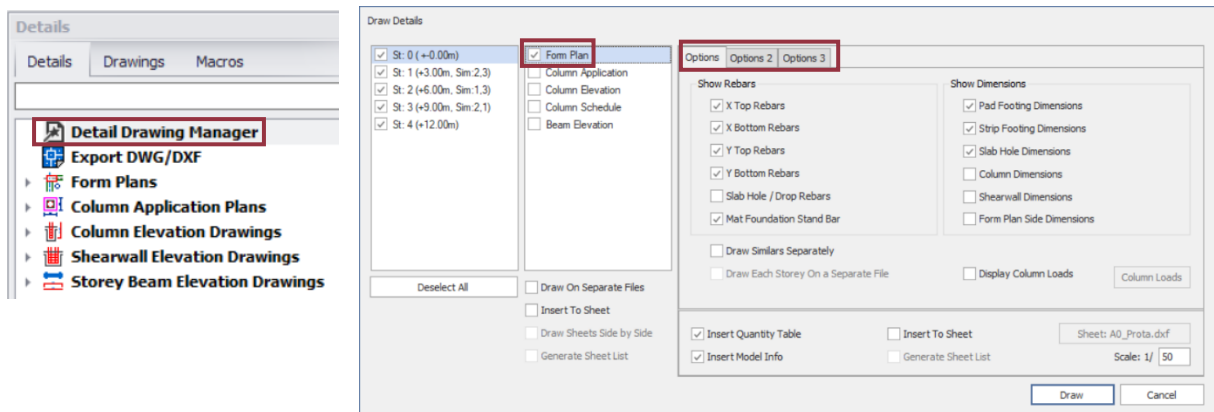 Details
Details Drawings Macros
Detail Drawing Manager
Export DWG/DXF
Form Plans
Column Application Plans
Column Elevation Drawings
Shearwall Elevation Drawings
Storey Beam Elevation Drawings
Draw Details
St: 0 ( +-0.00m)
St: 1 (+3.00m, Sim:2,3)
St: 2 (+6.00m, Sim:1,3)
St: 3 (+9.00m, Sim:2,1)
St: 4 (+12.00m)
Deselect All
Form Plan
Column Application
Column Elevation
Column Schedule
Beam Elevation
Draw On Separate Files
Insert To Sheet
Draw Sheets Side by Side
Generate Sheet List
Options Options 2 Options 3
Show Rebars
X Top Rebars
X Bottom Rebars
Y Top Rebars
Y Bottom Rebars
Slab Hole / Drop Rebars
Mat Foundation Stand Bar
Show Dimensions
Pad Footing Dimensions
Strip Footing Dimensions
Slab Hole Dimensions
Column Dimensions
Shearwall Dimensions
Form Plan Side Dimensions
Draw Similars Separately
Draw Each Storey On a Separate File
Display Column Loads Column Loads
Insert Quantity Table Insert To Sheet Sheet: A0_Prota.dxf
Insert Model Info Generate Sheet List Scale: 1/ 50
Draw Cancel